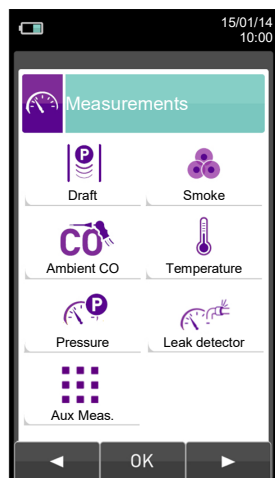 15/01/14
10:00
Measurements
P
Draft
Smoke
CO
Ambient CO
Temperature
P
Pressure
Leak detector
Aux Meas.
OK